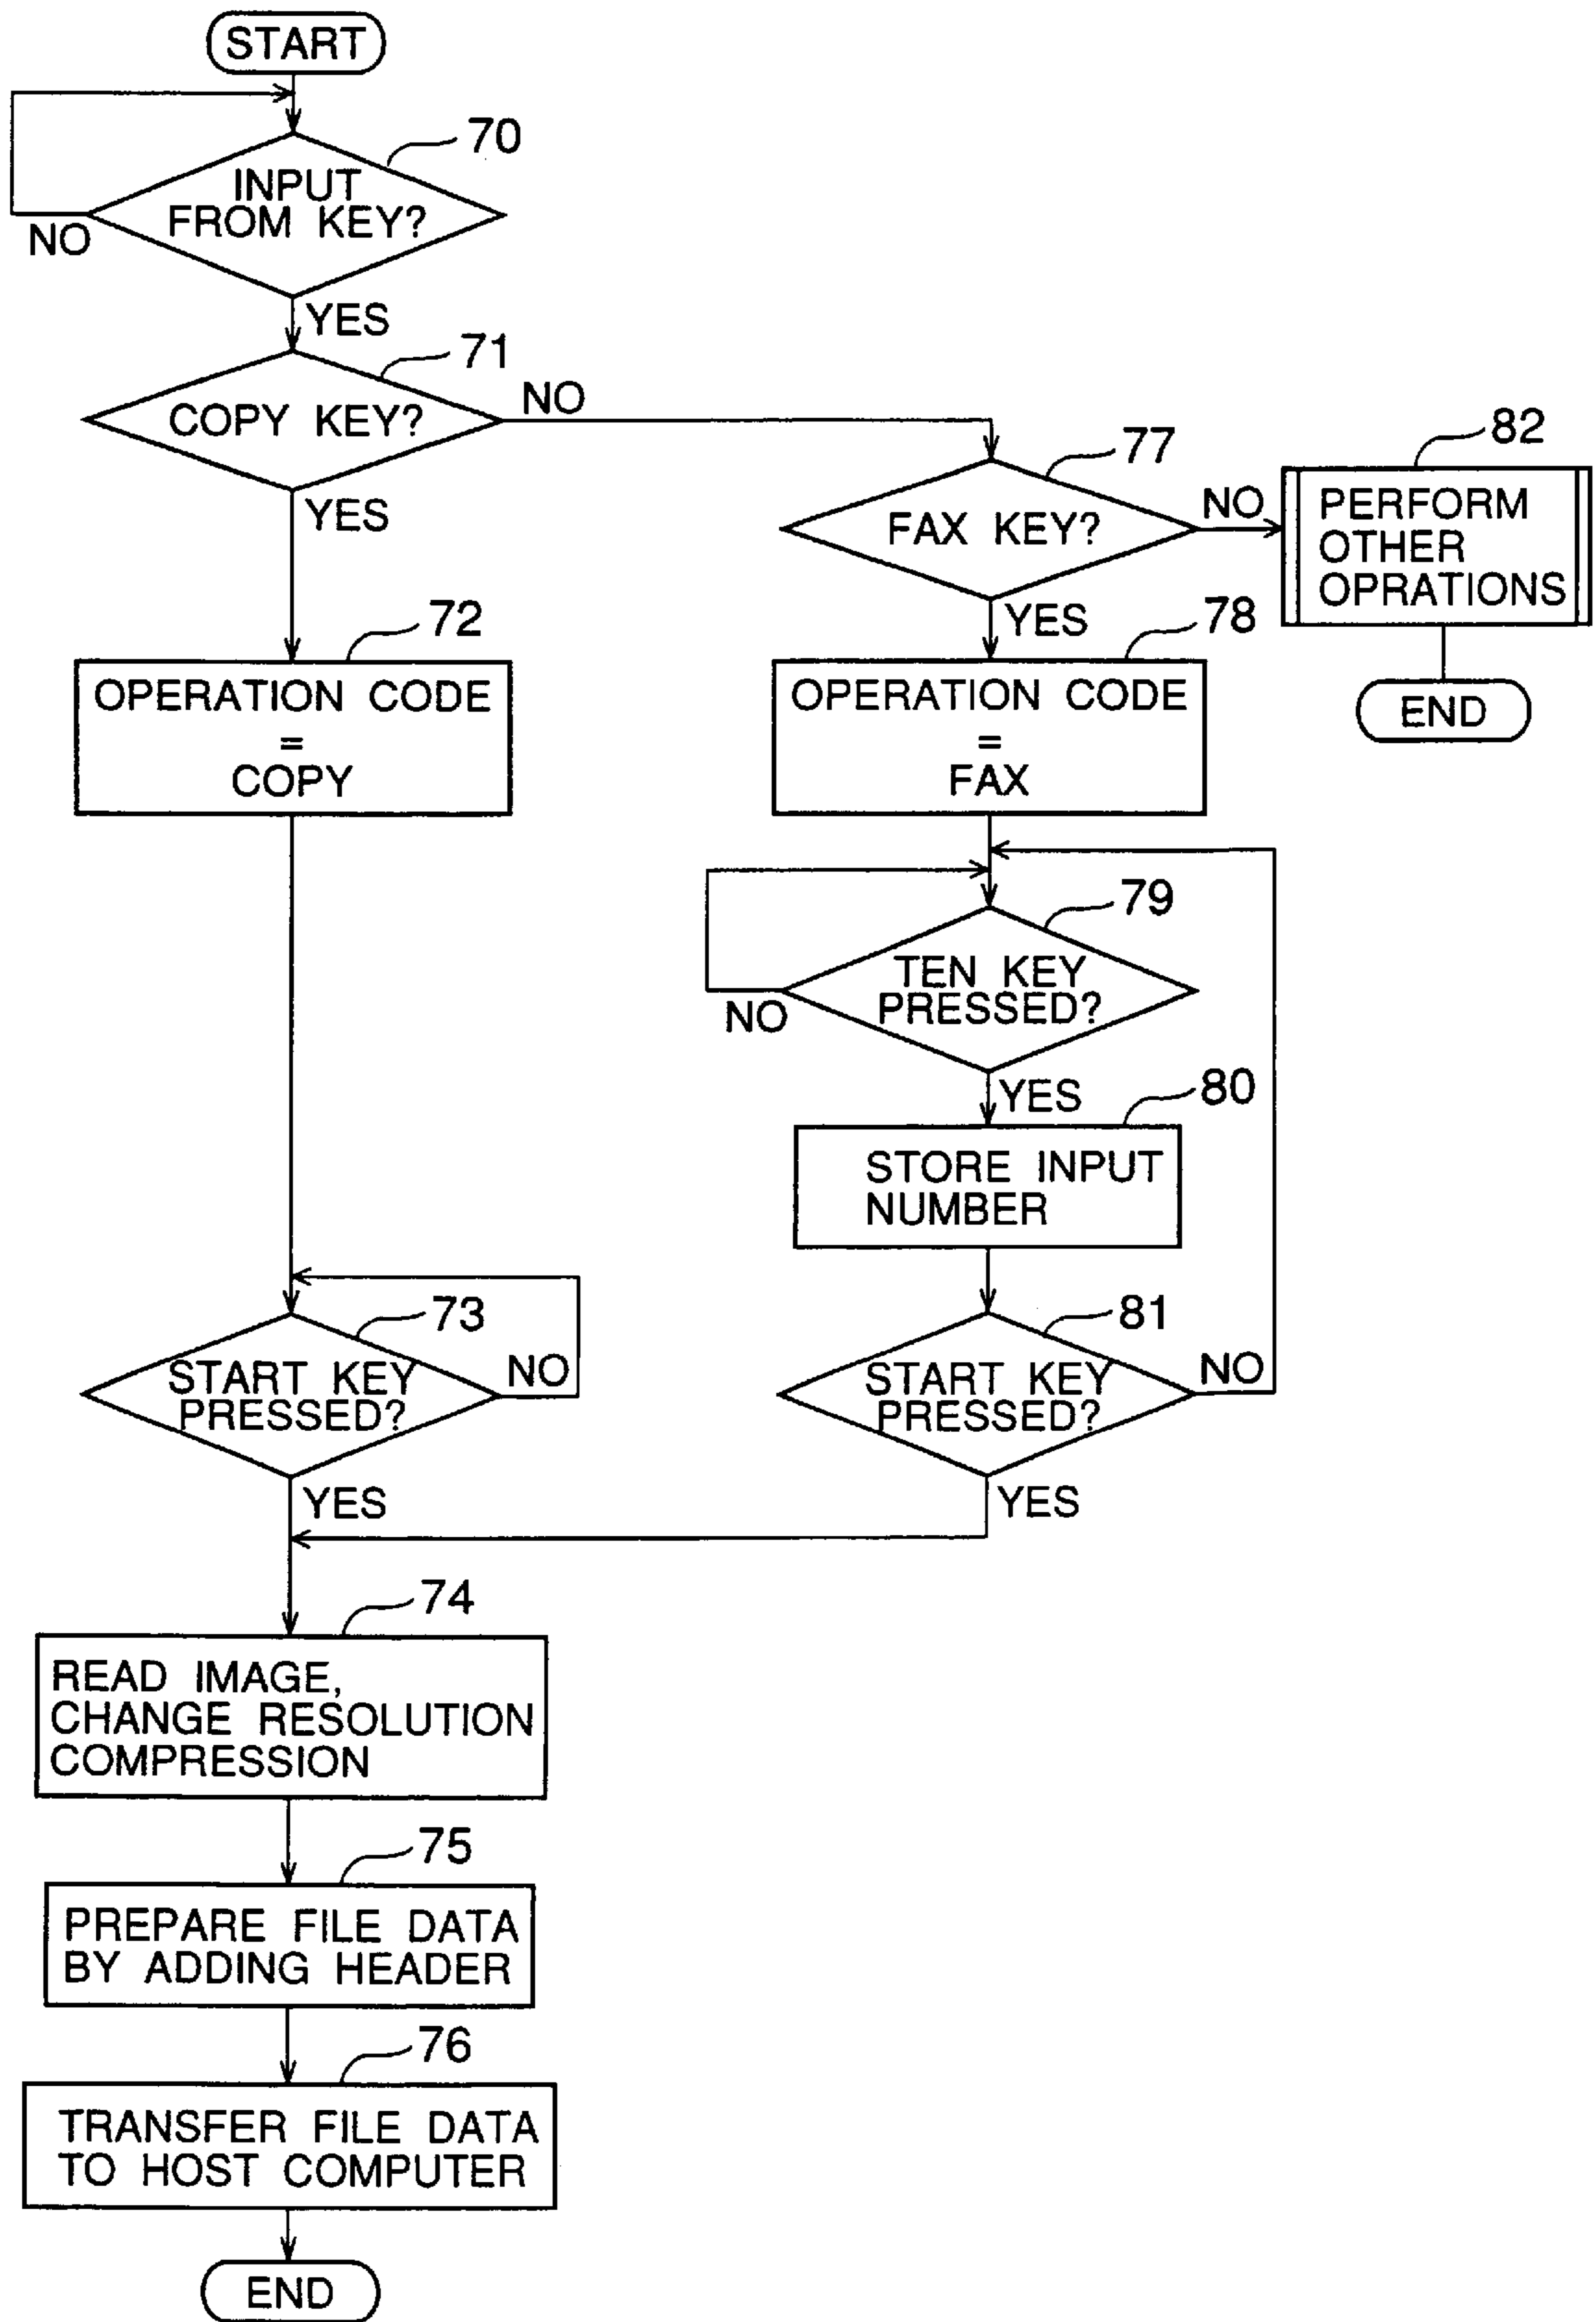 START
70
INPUT
FROM KEY?
NO
YES
71
COPY KEY?
NO
YES
77
FAX KEY?
NO
YES
82
PERFORM
OTHER
OPRATIONS
END
72
OPERATION CODE
=
COPY
78
OPERATION CODE
=
FAX
79
TEN KEY
PRESSED?
NO
YES
80
STORE INPUT
NUMBER
73
START KEY
PRESSED?
NO
YES
81
START KEY
PRESSED?
NO
YES
74
READ IMAGE,
CHANGE RESOLUTION
COMPRESSION
75
PREPARE FILE DATA
BY ADDING HEADER
76
TRANSFER FILE DATA
TO HOST COMPUTER
END